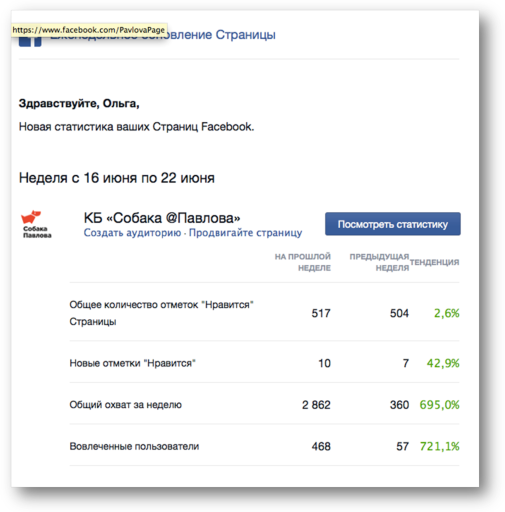 https://www.facebook.com/PavlovaPage
Еженедельное обновление Страницы
Здравствуйте, Ольга,
Новая статистика ваших Страниц Facebook.
Неделя с 16 июня по 22 июня
Собака
Павлова
КБ «Собака @Павлова»
Создать аудиторию · Продвигайте страницу
Посмотреть статистику
НА ПРОШЛОЙ НЕДЕЛЕ ПРЕДЫДУЩАЯ НЕДЕЛЯ ТЕНДЕНЦИЯ
Общее количество отметок "Нравится"
Страницы 517 504 2,6%
Новые отметки "Нравится" 10 7 42,9%
Общий охват за неделю 2 862 360 695,0%
Вовлеченные пользователи 468 57 721,1%